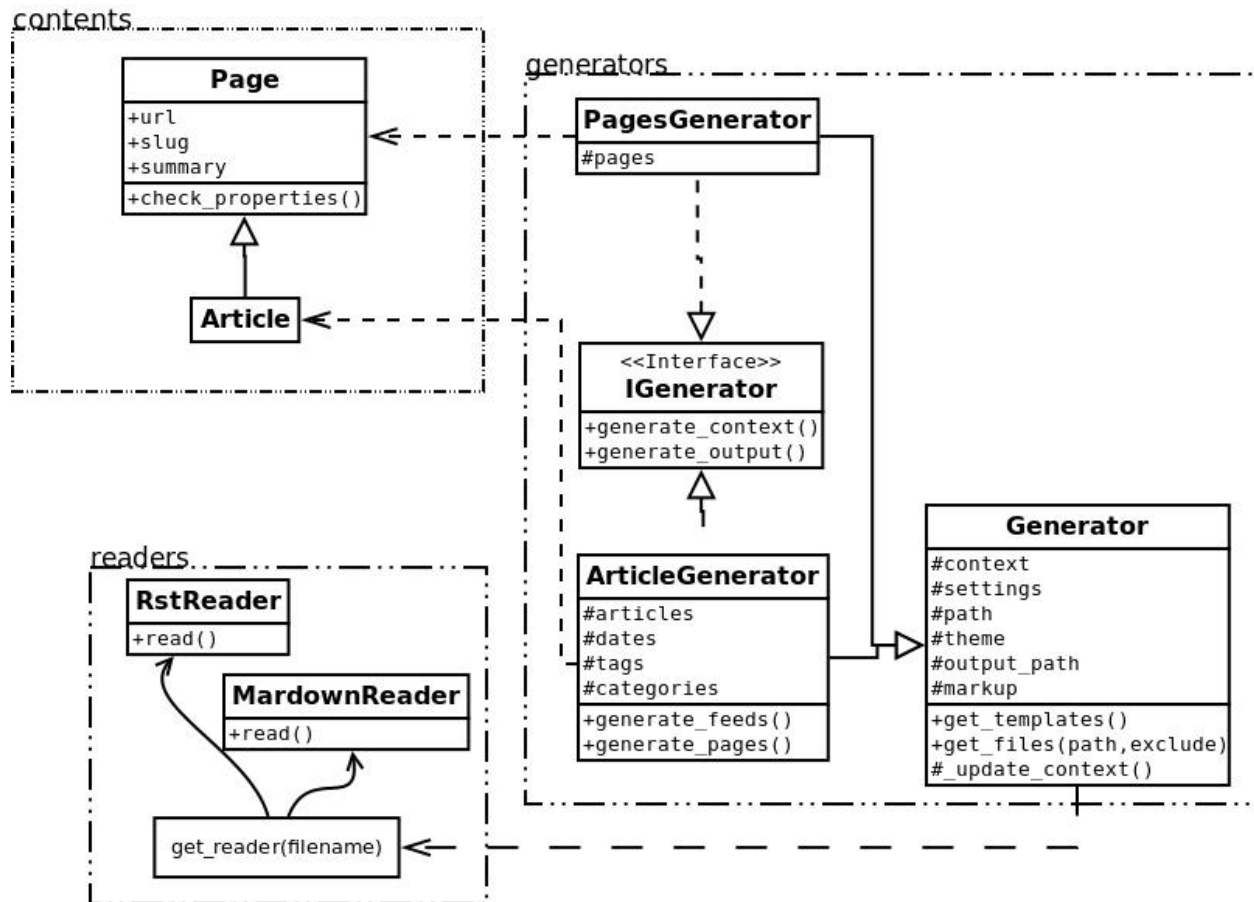 contents
Page
+url
+slug
+summary
+check_properties()
Article
generators
PagesGenerator
#pages
<<Interface>>
IGenerator
+generate_context()
+generate_output()
ArticleGenerator
#articles
#dates
#tags
#categories
+generate_feeds()
+generate_pages()
Generator
#context
#settings
#path
#theme
#output_path
#markup
+get_templates()
+get_files(path,exclude)
#_update_context()
readers
RstReader
+read()
MardownReader
+read()
get_reader(filename)